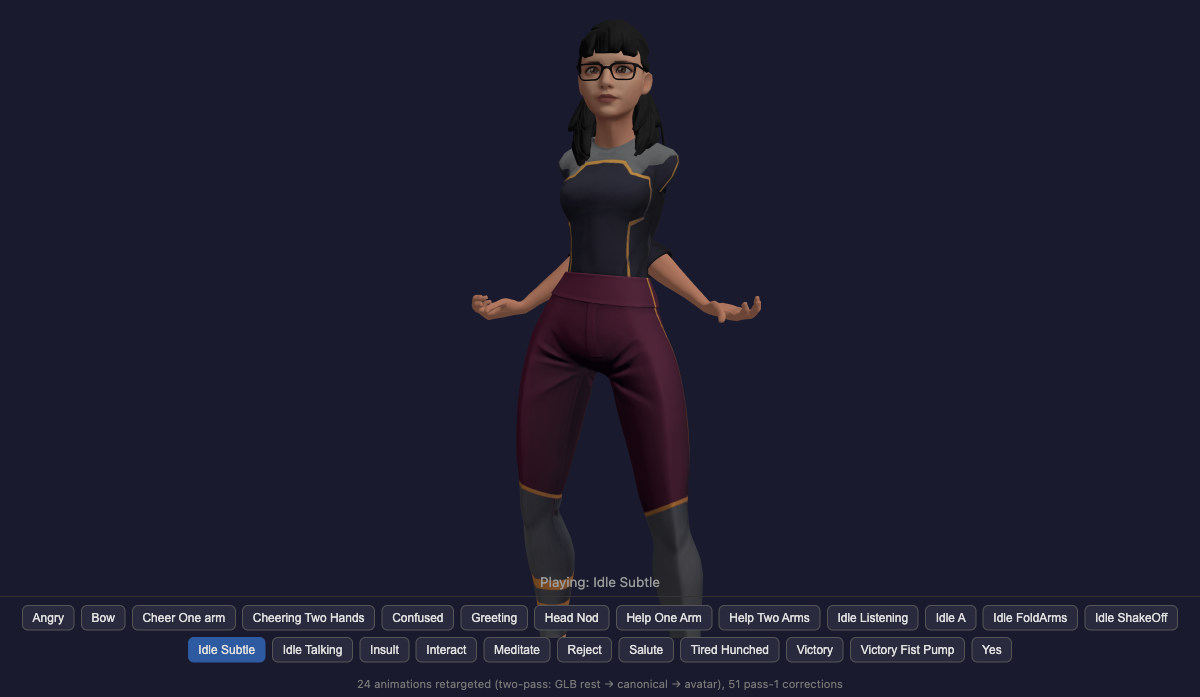 Playing: Idle Subtle
Angry Bow Cheer One arm Cheering Two Hands Confused Greeting Head Nod Help One Arm Help Two Arms Idle Listening Idle A Idle FoldArms Idle ShakeOff
Idle Subtle Idle Talking Insult Interact Meditate Reject Salute Tired Hunched Victory Victory Fist Pump Yes
24 animations retargeted (two-pass: GLB rest → canonical → avatar), 51 pass-1 corrections